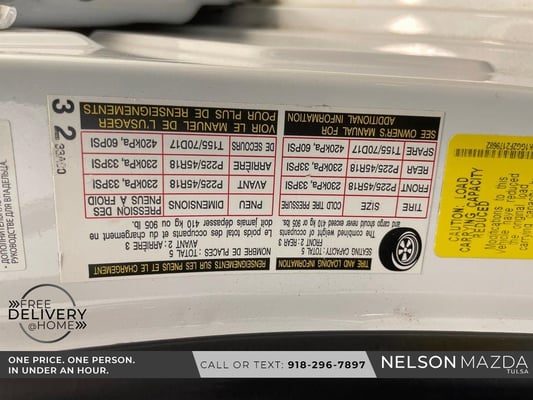 TIRE AND LOADING INFORMATION
SEATING CAPACITY: TOTAL 5
FRONT: 2 REAR 3
The combined weight of occupants
and cargo should never exceed 410 kg or 905 lb.
TIRE SIZE COLD TIRE PRESSURE
FRONT P225/45R18 230kPa, 33PSI
REAR P225/45R18 230kPa, 33PSI
SPARE T155/70D17 420kPa, 60PSI
SEE OWNER'S MANUAL FOR
ADDITIONAL INFORMATION
RENSEIGNEMENTS SUR LES PNEUS ET LE CHARGEMENT
NOMBRE DE PLACES: TOTAL 5
AVANT: 2 ARRIÈRE 3
Le poids total des occupants et du chargement
dont jamais dépasser 410 kg ou 905 lb.
PNEU DIMENSIONS PRESSION DES
PNEUS À FROID
AVANT P225/45R18 230kPa, 33PSI
ARRIÈRE P225/45R18 230kPa, 33PSI
DE SECOURS T155/70D17 420kPa, 60PSI
VOIR LE MANUEL DE L'USAGER
POUR PLUS DE RENSEIGNEMENTS
3 2
CAUTION: LOAD
CARRYING CAPACITY
REDUCED
Modifications to this
vehicle have reduced
the original load
carrying
РУКОВОДСТВЕ ДЛЯ ВЛАДЕЛЬЦА.
FREE
DELIVERY
@HOME
ONE PRICE. ONE PERSON.
IN UNDER AN HOUR.
CALL OR TEXT: 918-296-7897
NELSON MAZDA
TULSA